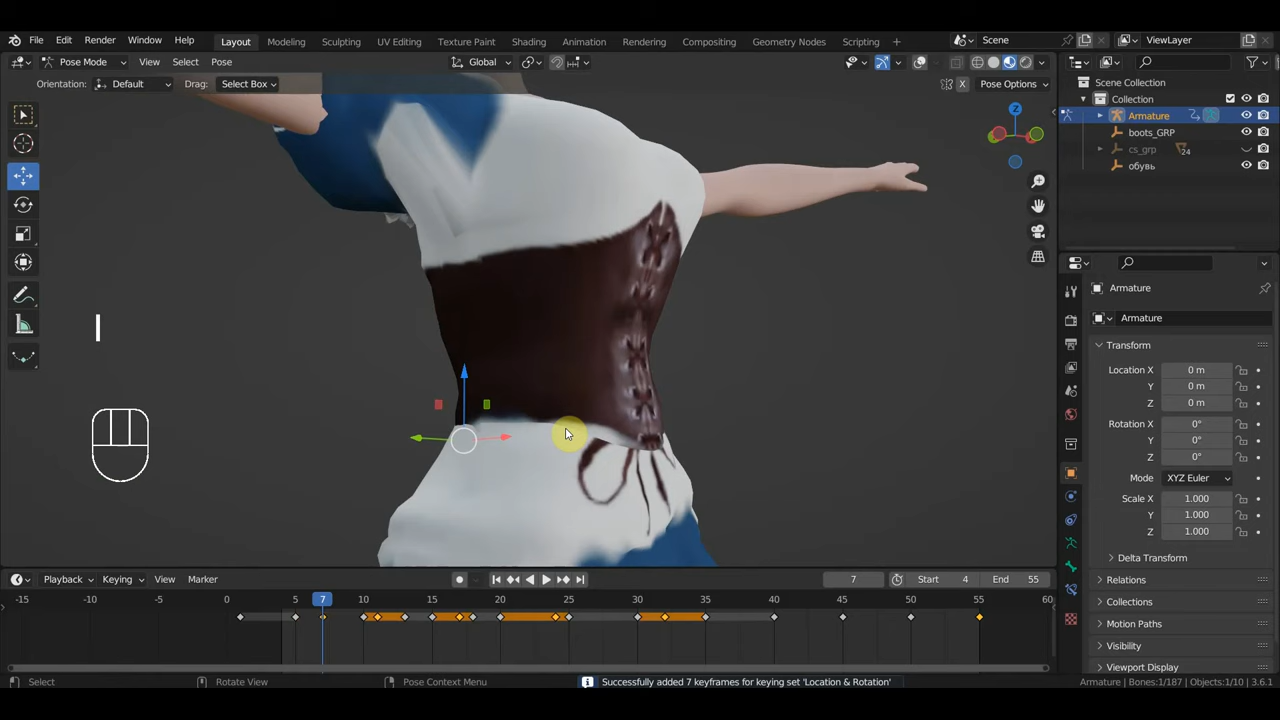 File Edit Render Window Help Layout Modeling Sculpting UV Editing Texture Paint Shading Animation Rendering Compositing Geometry Nodes Scripting + Scene ViewLayer
Pose Mode View Select Pose Global
Orientation: Default Drag: Select Box X Pose Options
Scene Collection
Collection
Armature
boots_GRP
cs_grp 24
обувь
Z
I
Armature
Armature
Transform
Location X 0 m
Y 0 m
Z 0 m
Rotation X 0°
Y 0°
Z 0°
Mode XYZ Euler
Scale X 1.000
Y 1.000
Z 1.000
Delta Transform
Relations
Collections
Motion Paths
Visibility
Viewport Display
Playback Keying View Marker 7 Start 4 End 55
-15 -10 -5 0 5 7 10 15 20 25 30 35 40 45 50 55 60
Select Rotate View Pose Context Menu Successfully added 7 keyframes for keying set 'Location & Rotation' Armature | Bones:1/187 | Objects:1/10 | 3.6.1